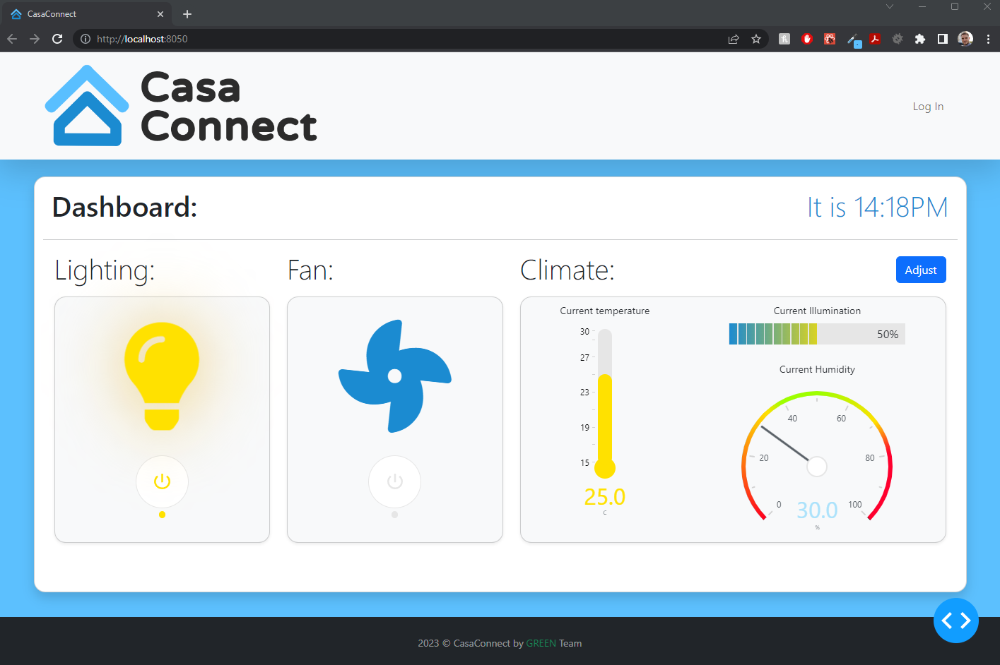 CasaConnect
http://localhost:8050
Casa
Connect
Log In
Dashboard:
It is 14:18PM
Lighting:
Fan:
Climate:
Adjust
Current temperature
30
27
23
19
15
25.0
c
Current Illumination
50%
Current Humidity
0
20
40
60
80
100
30.0
%
2023 © CasaConnect by GREEN Team